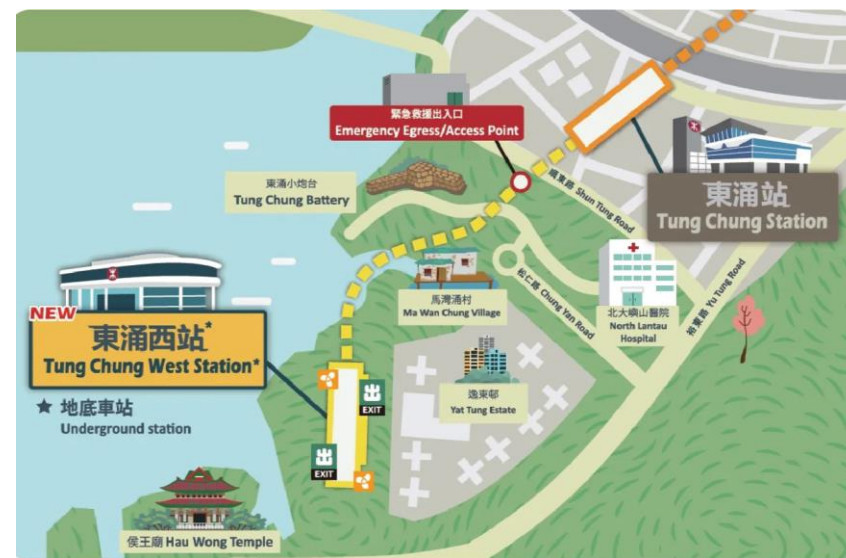 緊急救援出入口
Emergency Egress/Access Point
東涌小炮台
Tung Chung Battery
順東路 Shun Tung Road
東涌站
Tung Chung Station
馬灣涌村
Ma Wan Chung Village
松仁路 Chung Yan Road
北大嶼山醫院
North Lantau
Hospital
裕東路 Yu Tung Road
NEW
東涌西站*
Tung Chung West Station*
★ 地底車站
Underground station
逸東邨
Yat Tung Estate
出
EXIT
出
EXIT
侯王廟 Hau Wong Temple